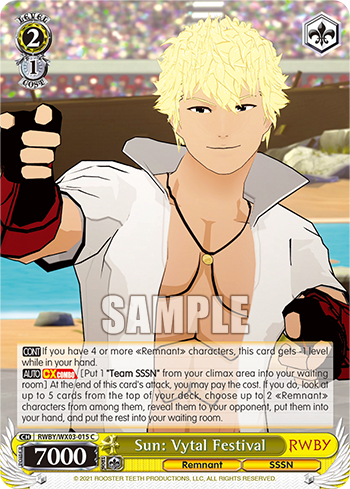 LEVEL
2
1
COST
SAMPLE
CONT If you have 4 or more «Remnant» characters, this card gets -1 level
while in your hand.
AUTO CX COMBO [Put 1 "Team SSSN" from your climax area into your waiting
room] At the end of this card's attack, you may pay the cost. If you do, look at
up to 5 cards from the top of your deck, choose up to 2 «Remnant»
characters from among them, reveal them to your opponent, put them into
your hand, and put the rest into your waiting room.
CH RWBY/WX03-015 C
Sun: Vytal Festival
RWBY
POWER
7000
Remnant
SSSN
© 2021 ROOSTER TEETH PRODUCTIONS, LLC, ALL RIGHTS RESERVED.